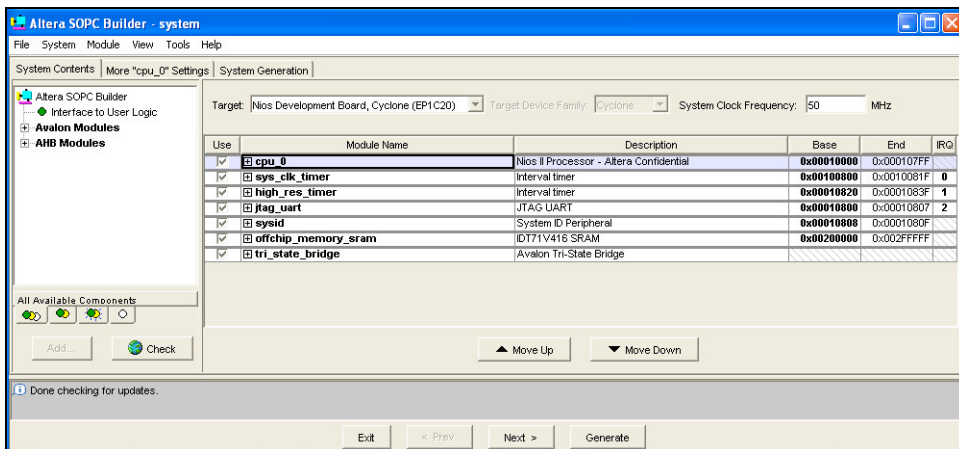 Altera SOPC Builder - system
File System Module View Tools Help
System Contents More "cpu_0" Settings System Generation
Altera SOPC Builder
Interface to User Logic
Avalon Modules
AHB Modules
All Available Components
Add... Check
Target: Nios Development Board, Cyclone (EP1C20) Target Device Family: Cyclone System Clock Frequency: 50 MHz
Use Module Name Description Base End IRQ
cpu_0 Nios II Processor - Altera Confidential 0x00010000 0x000107FF
sys_clk_timer Interval timer 0x00100800 0x0010081F 0
high_res_timer Interval timer 0x00010820 0x0001083F 1
jtag_uart JTAG UART 0x00010800 0x00010807 2
sysid System ID Peripheral 0x00010808 0x0001080F
offchip_memory_sram IDT71V416 SRAM 0x00200000 0x002FFFFF
tri_state_bridge Avalon Tri-State Bridge
Move Up Move Down
Done checking for updates.
Exit < Prev Next > Generate